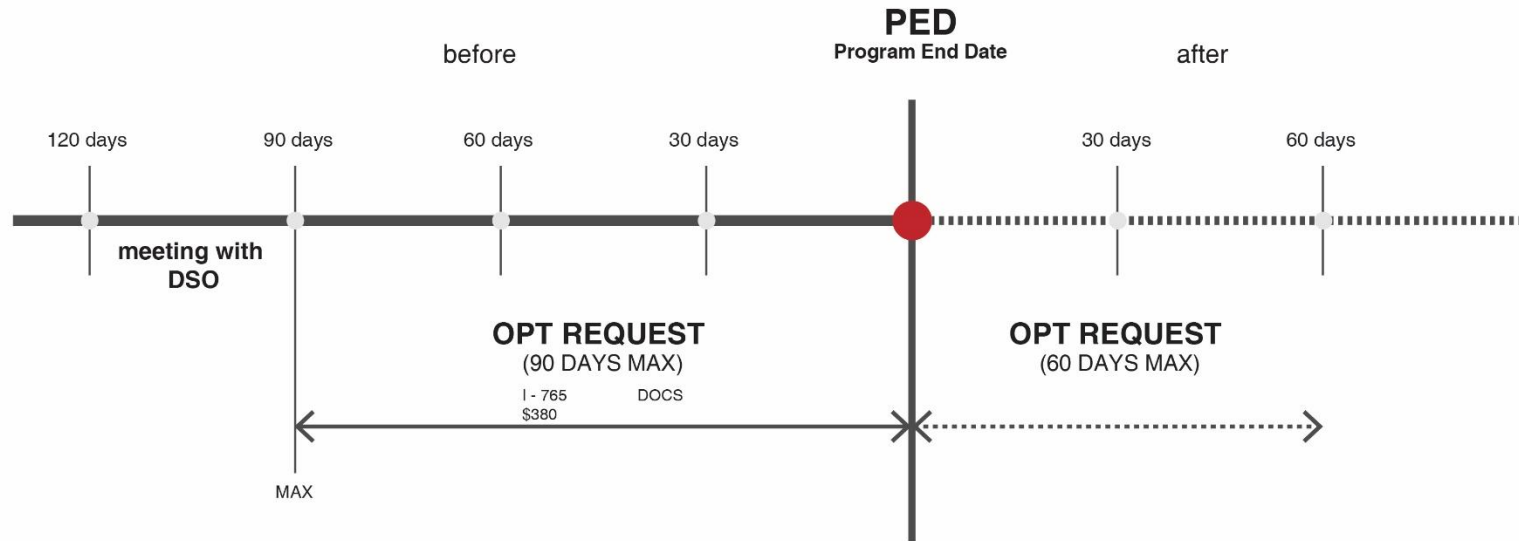 PED
Program End Date
before
after
120 days
90 days
60 days
30 days
30 days
60 days
meeting with
DSO
OPT REQUEST
(90 DAYS MAX)
I - 765
DOCS
$380
OPT REQUEST
(60 DAYS MAX)
MAX